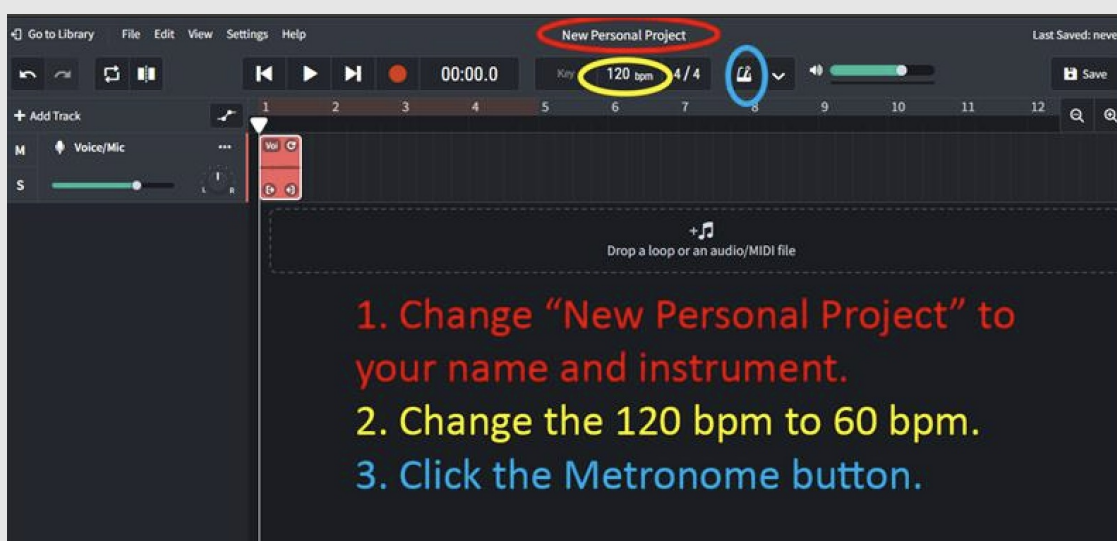 Go to Library File Edit View Settings Help New Personal Project Last Saved: neve
00:00.0 Key 120 bpm 4/4 Save
+ Add Track 1 2 3 4 5 6 7 8 9 10 11 12
M Voice/Mic ... Voi
S L R
Drop a loop or an audio/MIDI file
1. Change “New Personal Project” to
your name and instrument.
2. Change the 120 bpm to 60 bpm.
3. Click the Metronome button.